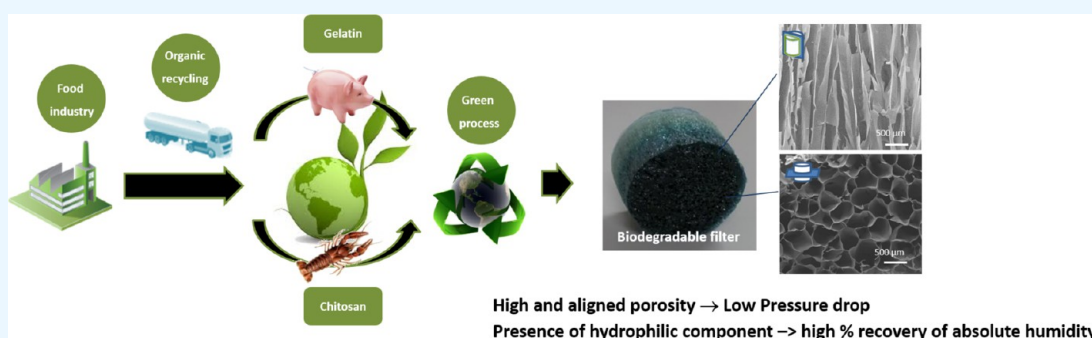 Food
industry
Organic
recycling
Gelatin
Chitosan
Green
process
Biodegradable filter
500 µm
500 µm
High and aligned porosity → Low Pressure drop
Presence of hydrophilic component –> high % recovery of absolute humidity